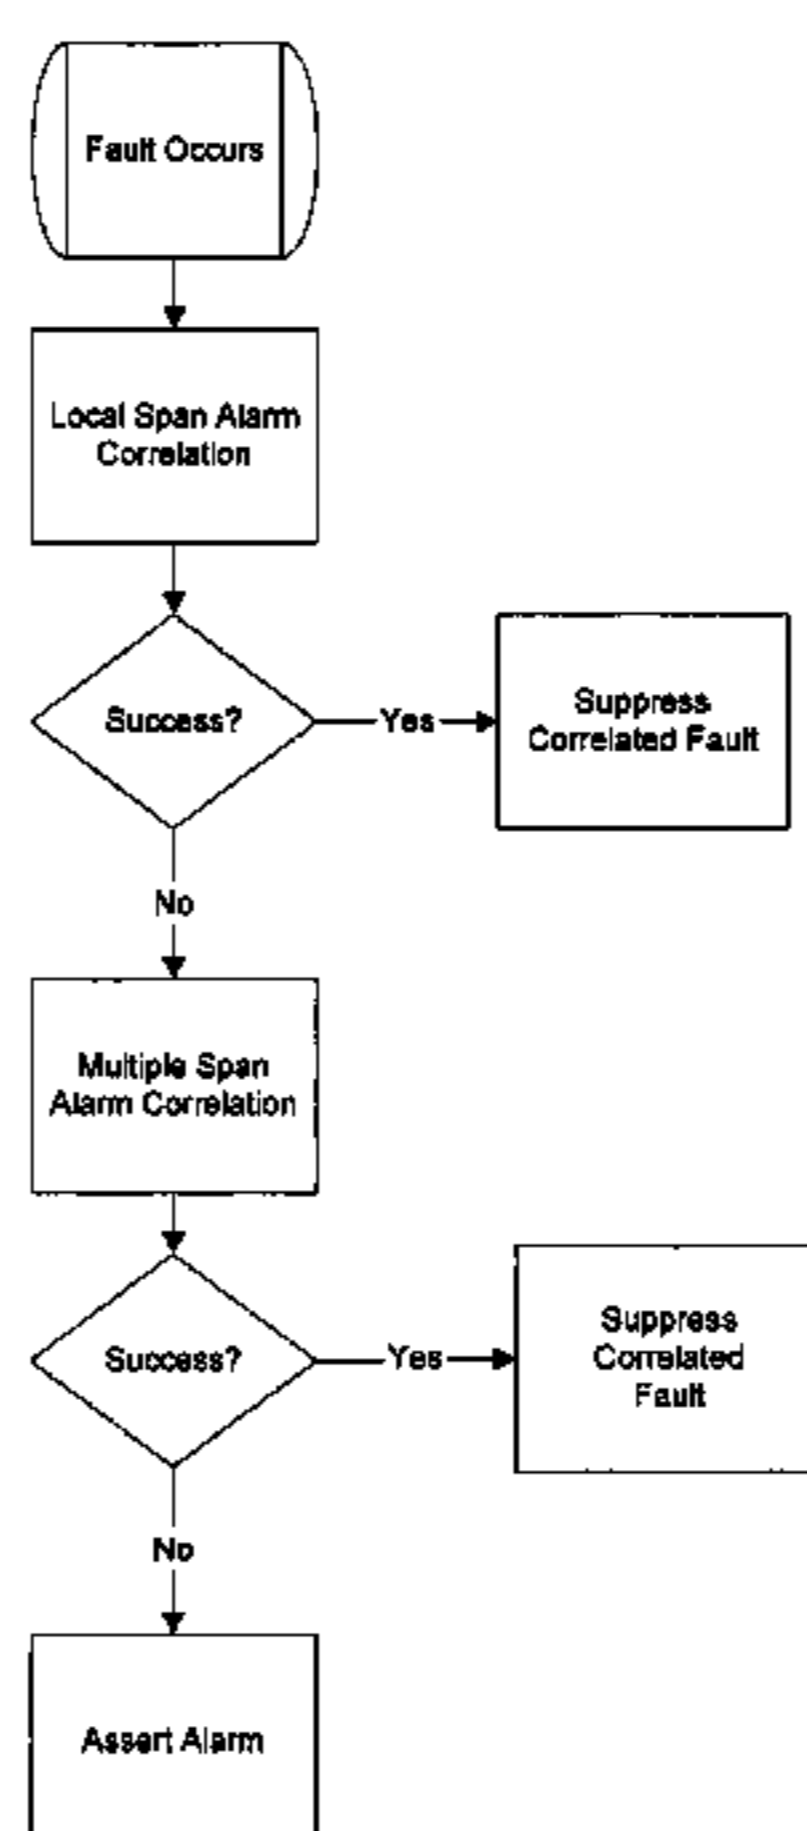 Fault Occurs
Local Span Alarm
Correlation
Success?
Yes
Suppress
Correlated Fault
No
Multiple Span
Alarm Correlation
Success?
Yes
Suppress
Correlated
Fault
No
Assert Alarm